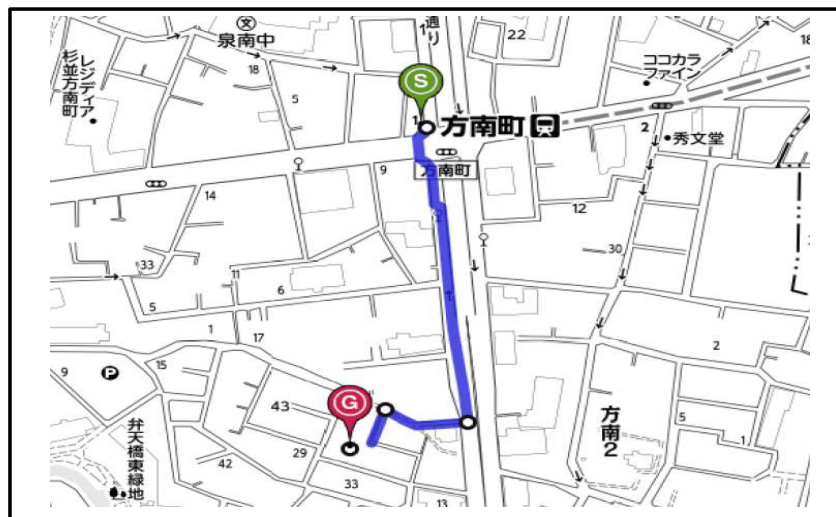 文
泉南中
通り
1
22
18
レジディア
杉並方南町
18
5
S
ココカラ
ファイン
1
方南町
2
秀文堂
方南町
9
14
12
33
30
11
6
5
1
1
17
2
15
9
P
43
G
方南2
5
1
弁天橋東緑地
42
29
33
13